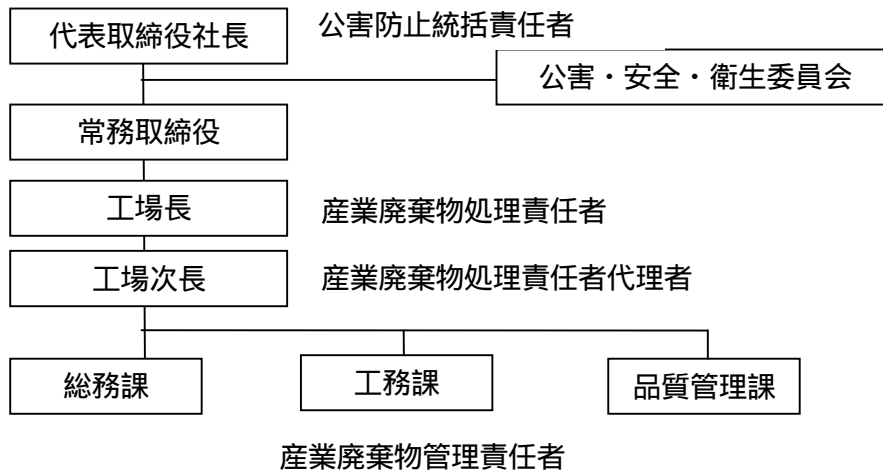 代表取締役社長
公害防止統括責任者
公害・安全・衛生委員会
常務取締役
工場長
産業廃棄物処理責任者
工場次長
産業廃棄物処理責任者代理者
総務課
工務課
品質管理課
産業廃棄物管理責任者